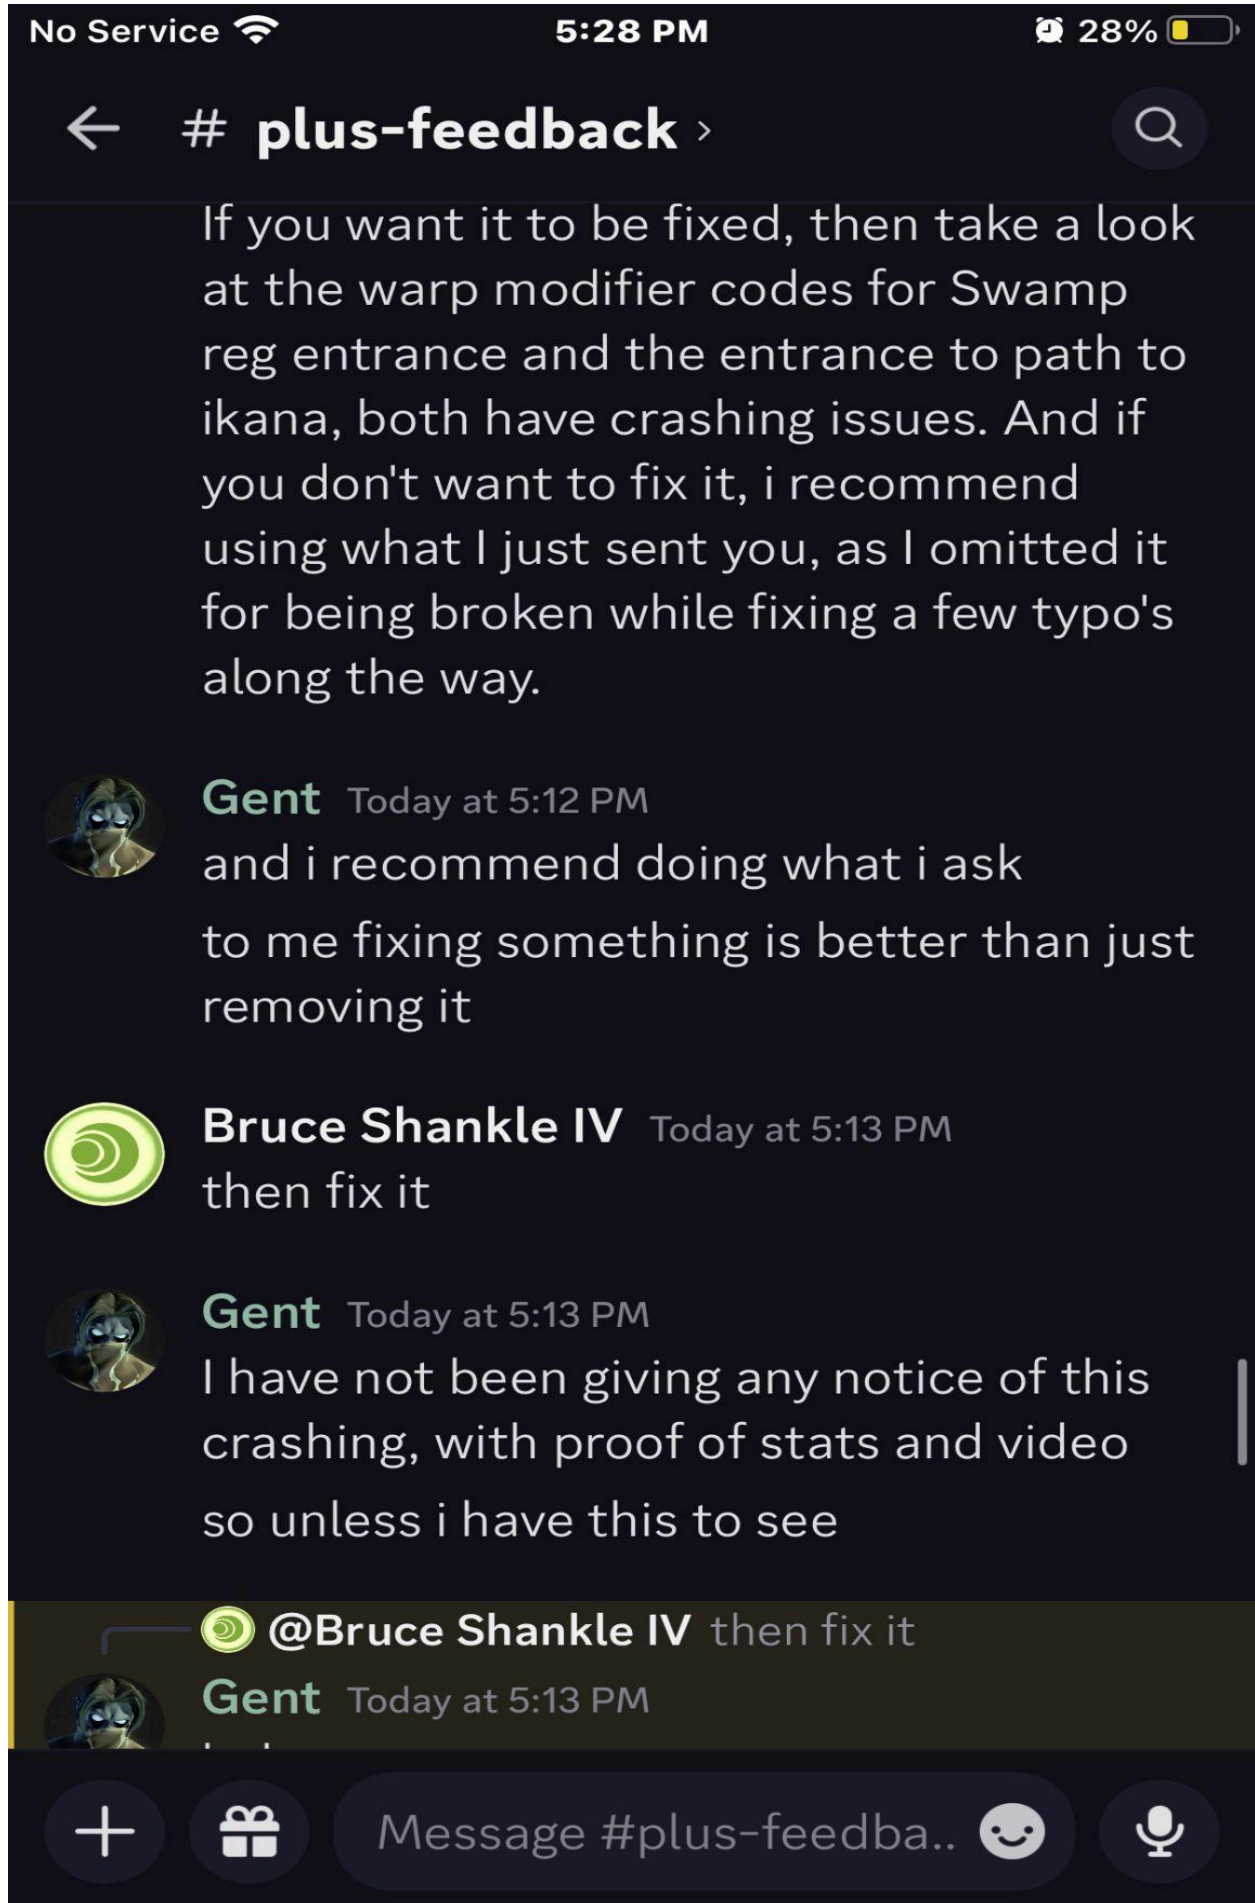 No Service 5:28 PM 28%
# plus-feedback ›
If you want it to be fixed, then take a look
at the warp modifier codes for Swamp
reg entrance and the entrance to path to
ikana, both have crashing issues. And if
you don't want to fix it, i recommend
using what I just sent you, as I omitted it
for being broken while fixing a few typo's
along the way.
Gent Today at 5:12 PM
and i recommend doing what i ask
to me fixing something is better than just
removing it
Bruce Shankle IV Today at 5:13 PM
then fix it
Gent Today at 5:13 PM
I have not been giving any notice of this
crashing, with proof of stats and video
so unless i have this to see
@Bruce Shankle IV then fix it
Gent Today at 5:13 PM
Message #plus-feedba..